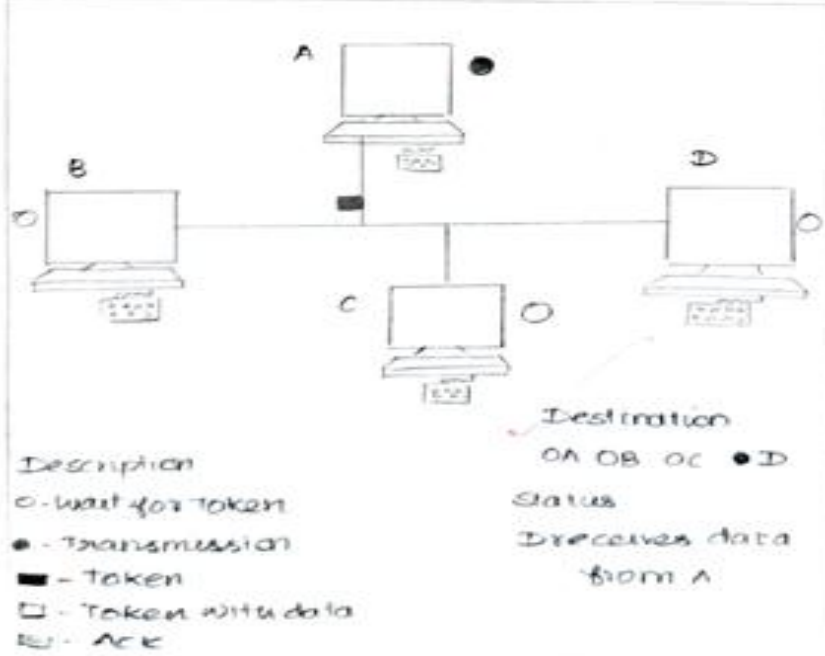 A
B
D
C
Destination
OA OB OC ●D
Description
O - Wait for Token
● - Transmission
■ - Token
□ - Token with data
- Ack
Status
D receives data
from A